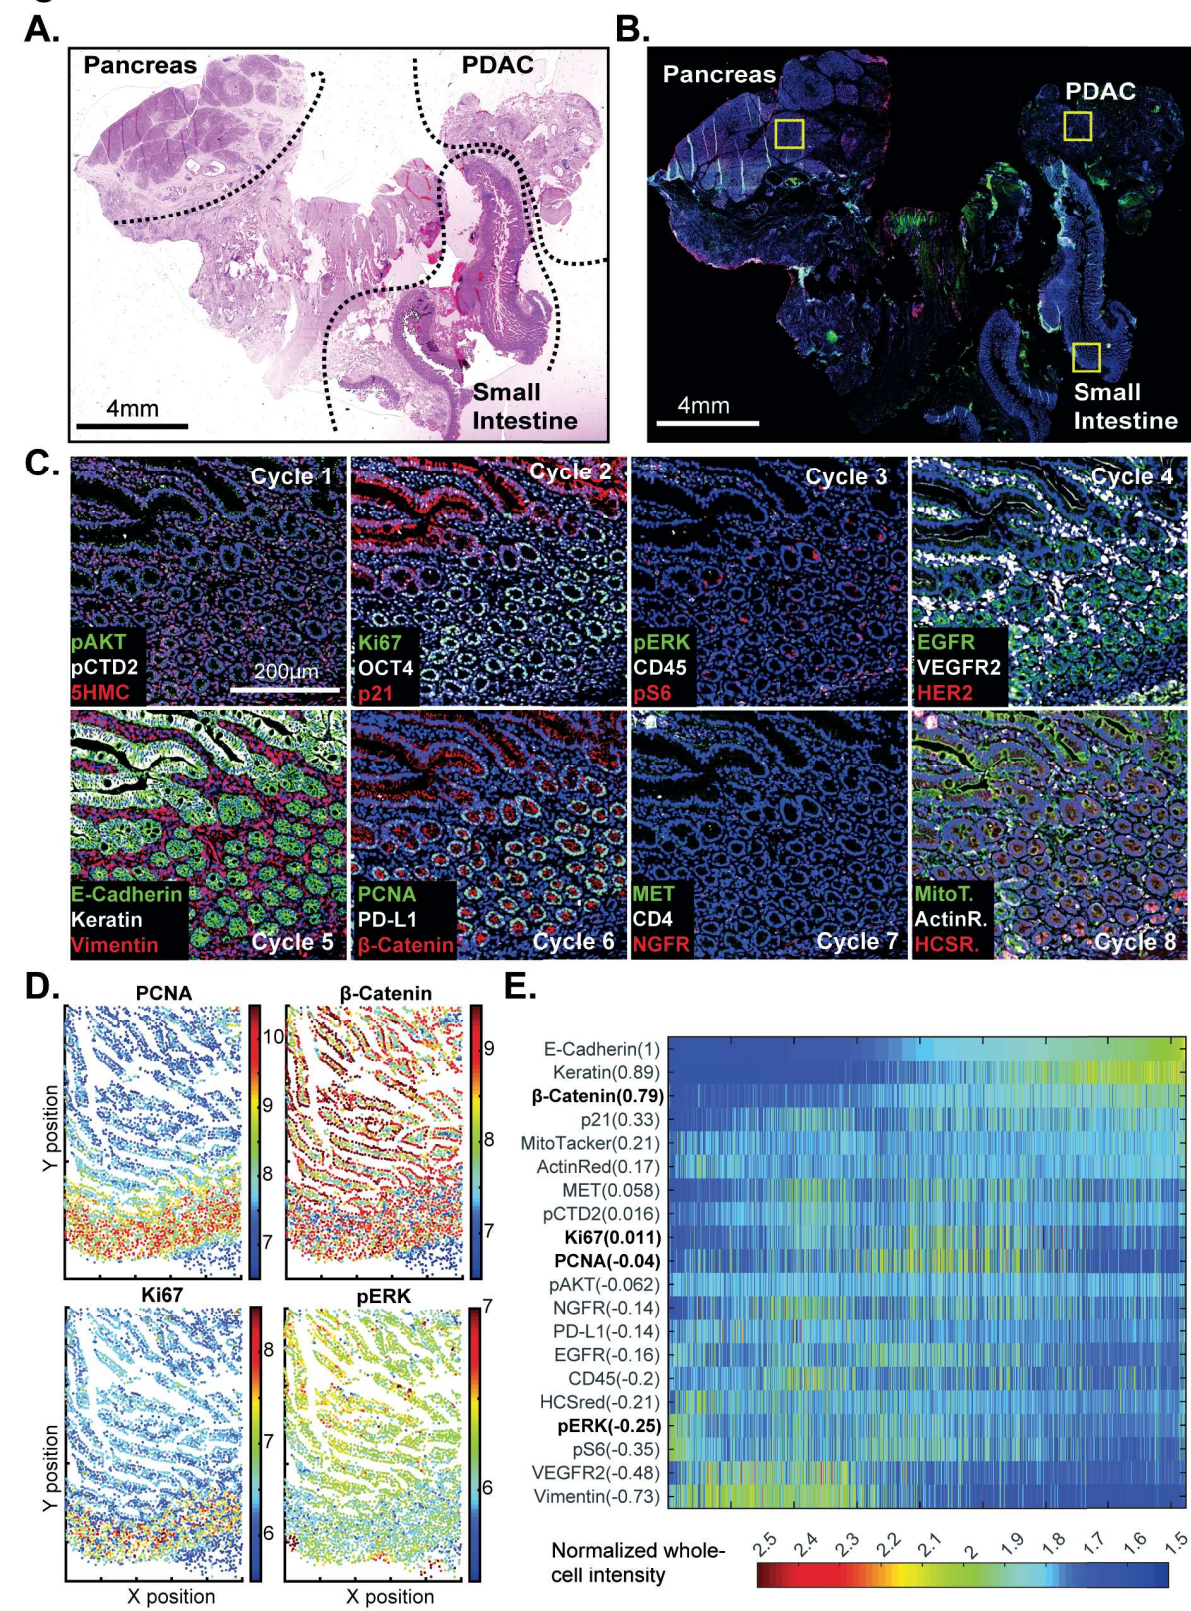 A.
B.
Pancreas
PDAC
Small
Intestine
4mm
Pancreas
PDAC
Small
Intestine
4mm
C.
Cycle 1
pAKT
pCTD2
5HMC
200µm
Cycle 2
Ki67
OCT4
p21
Cycle 3
pERK
CD45
pS6
Cycle 4
EGFR
VEGFR2
HER2
E-Cadherin
Keratin
Vimentin
Cycle 5
PCNA
PD-L1
β-Catenin
Cycle 6
MET
CD4
NGFR
Cycle 7
MitoT.
ActinR.
HCSR.
Cycle 8
D.
PCNA
10
9
8
7
Y position
β-Catenin
9
8
7
Ki67
8
7
6
Y position
X position
pERK
7
6
5
X position
E.
E-Cadherin(1)
Keratin(0.89)
β-Catenin(0.79)
p21(0.33)
MitoTacker(0.21)
ActinRed(0.17)
MET(0.058)
pCTD2(0.016)
Ki67(0.011)
PCNA(-0.04)
pAKT(-0.062)
NGFR(-0.14)
PD-L1(-0.14)
EGFR(-0.16)
CD45(-0.2)
HCSred(-0.21)
pERK(-0.25)
pS6(-0.35)
VEGFR2(-0.48)
Vimentin(-0.73)
Normalized whole-
cell intensity
2.5 2.4 2.3 2.2 2.1 2 1.9 1.8 1.7 1.6 1.5